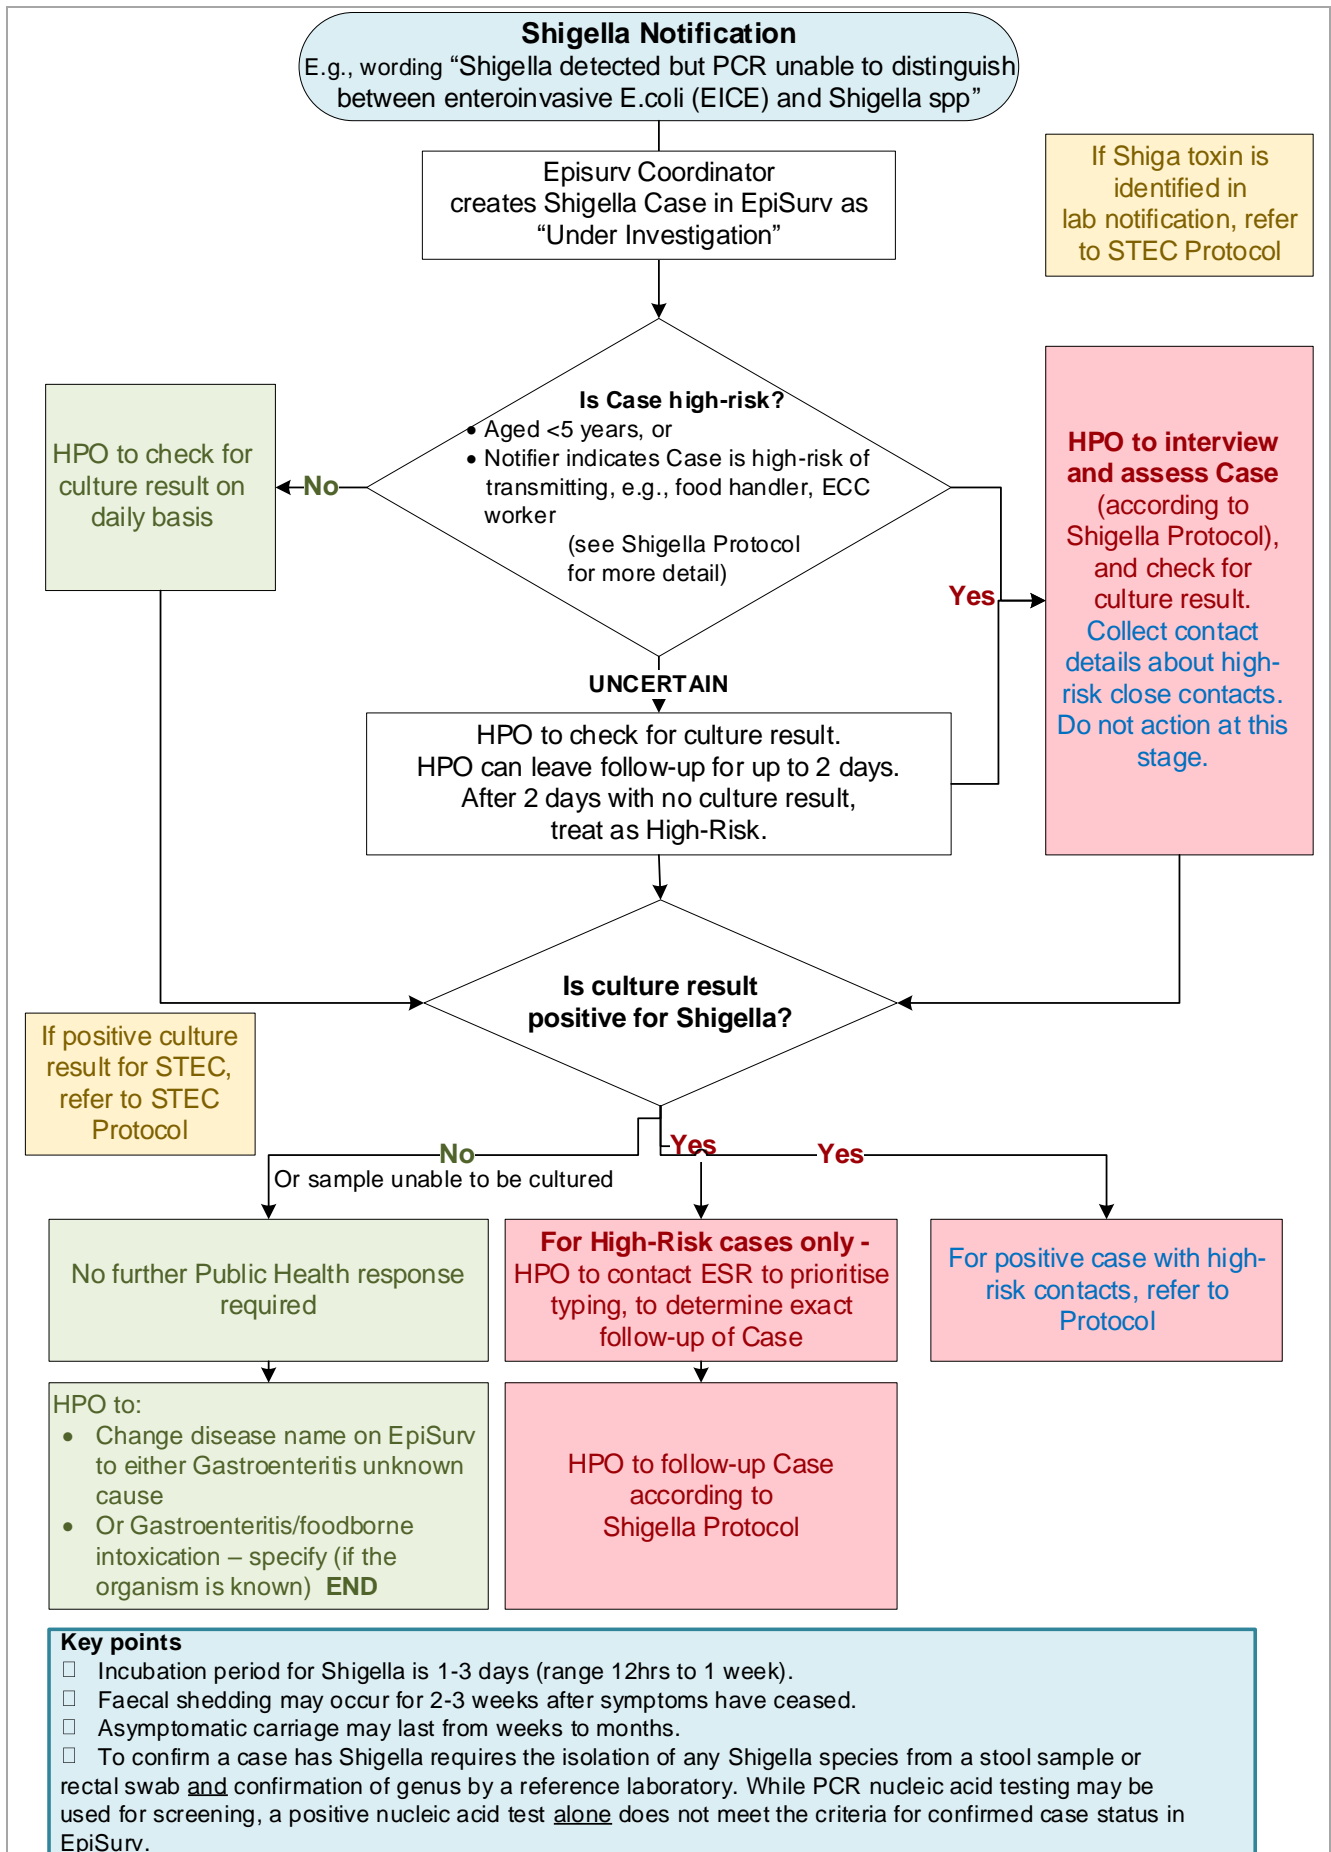 Shigella Notification
E.g., wording “Shigella detected but PCR unable to distinguish
between enteroinvasive E.coli (EICE) and Shigella spp”
Episurv Coordinator
creates Shigella Case in EpiSurv as
“Under Investigation”
If Shiga toxin is
identified in
lab notification, refer
to STEC Protocol
Is Case high-risk?
• Aged <5 years, or
• Notifier indicates Case is high-risk of
transmitting, e.g., food handler, ECC
worker
(see Shigella Protocol
for more detail)
No
HPO to check for
culture result on
daily basis
Yes
HPO to interview
and assess Case
(according to
Shigella Protocol),
and check for
culture result.
Collect contact
details about high-
risk close contacts.
Do not action at this
stage.
UNCERTAIN
HPO to check for culture result.
HPO can leave follow-up for up to 2 days.
After 2 days with no culture result,
treat as High-Risk.
Is culture result
positive for Shigella?
If positive culture
result for STEC,
refer to STEC
Protocol
No
Or sample unable to be cultured
Yes
Yes
No further Public Health response
required
For High-Risk cases only -
HPO to contact ESR to prioritise
typing, to determine exact
follow-up of Case
For positive case with high-
risk contacts, refer to
Protocol
HPO to:
• Change disease name on EpiSurv
to either Gastroenteritis unknown
cause
• Or Gastroenteritis/foodborne
intoxication – specify (if the
organism is known) END
HPO to follow-up Case
according to
Shigella Protocol
Key points
Incubation period for Shigella is 1-3 days (range 12hrs to 1 week).
Faecal shedding may occur for 2-3 weeks after symptoms have ceased.
Asymptomatic carriage may last from weeks to months.
To confirm a case has Shigella requires the isolation of any Shigella species from a stool sample or
rectal swab and confirmation of genus by a reference laboratory. While PCR nucleic acid testing may be
used for screening, a positive nucleic acid test alone does not meet the criteria for confirmed case status in
EpiSurv.